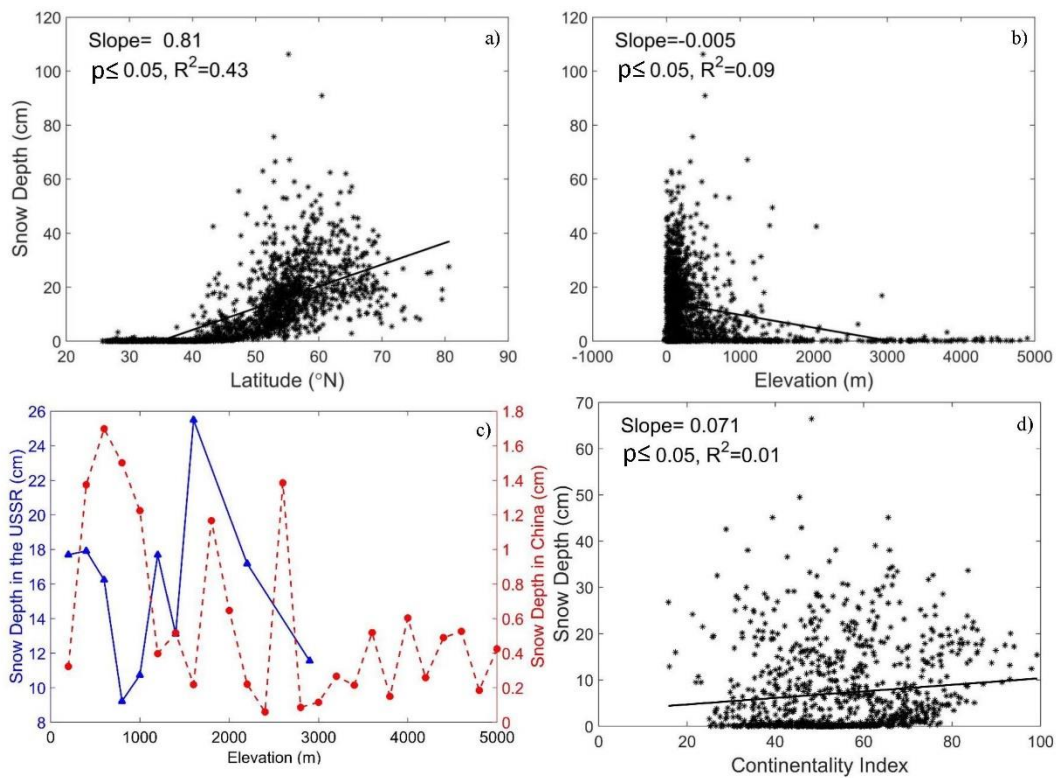 120
100
80
60
40
20
0
Snow Depth (cm)
Slope= 0.81
p≤ 0.05, R²=0.43
a)
20 30 40 50 60 70 80 90
Latitude (°N)
120
100
80
60
40
20
0
Slope=-0.005
p≤ 0.05, R²=0.09
b)
-1000 0 1000 2000 3000 4000 5000
Elevation (m)
26
24
22
20
18
16
14
12
10
8
Snow Depth in the USSR (cm)
c)
0 1000 2000 3000 4000 5000
Elevation (m)
1.8
1.6
1.4
1.2
1
0.8
0.6
0.4
0.2
0
Snow Depth in China (cm)
70
60
50
40
30
20
10
0
Snow Depth (cm)
Slope= 0.071
p≤ 0.05, R²=0.01
d)
0 20 40 60 80 100
Continentality Index